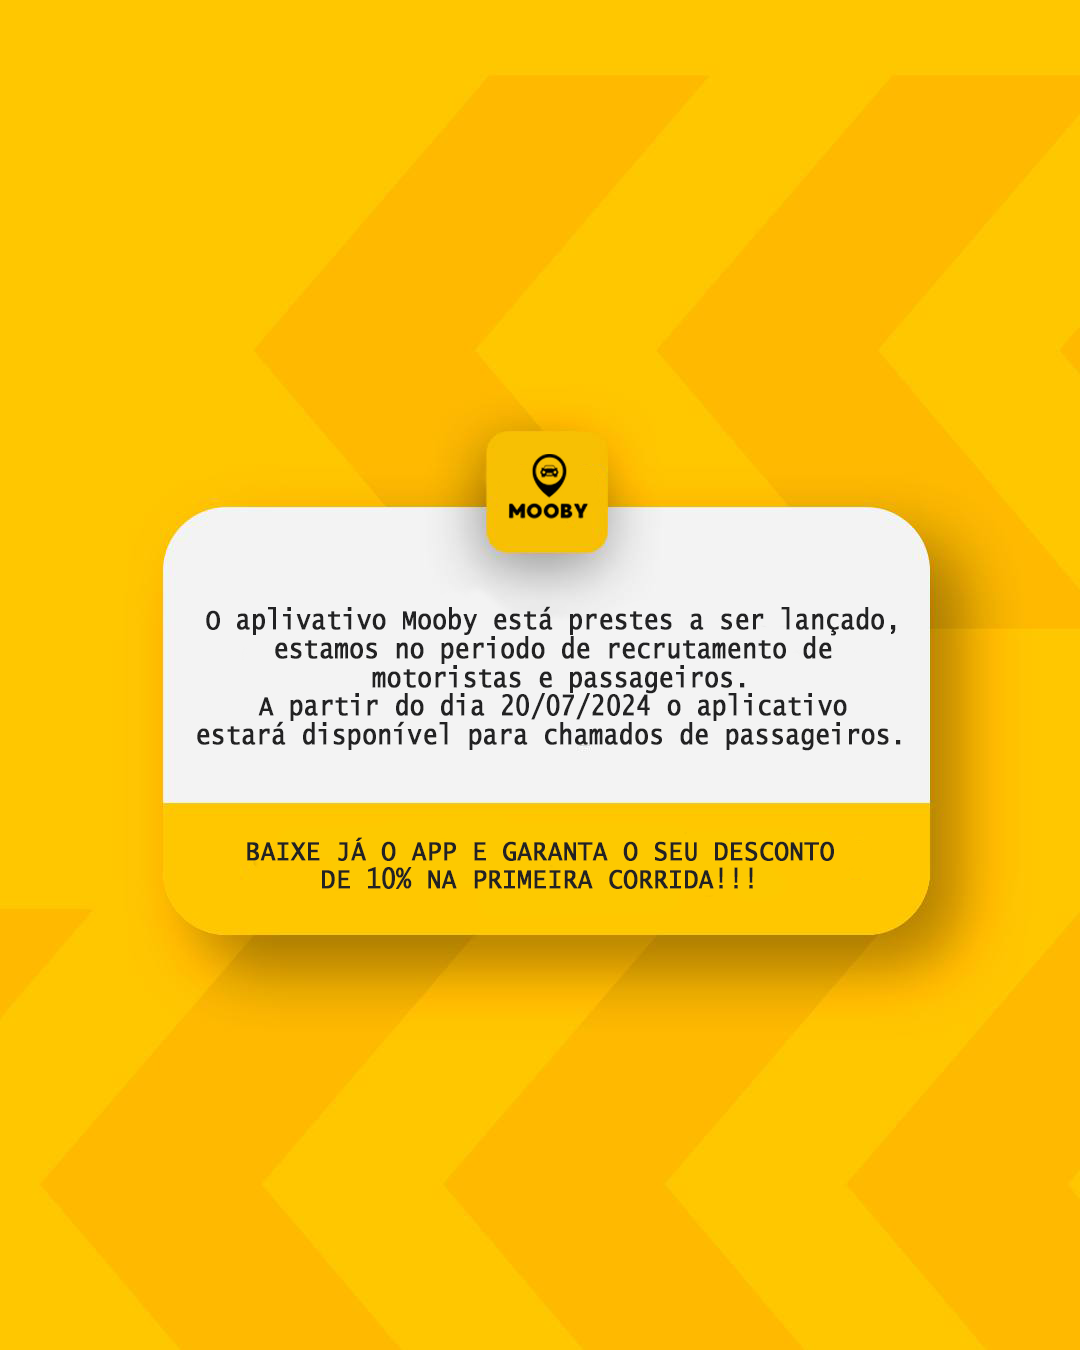 MOOBY
O aplivativo Mooby está prestes a ser lançado,
estamos no periodo de recrutamento de
motoristas e passageiros.
A partir do dia 20/07/2024 o aplicativo
estará disponível para chamados de passageiros.
BAIXE JÁ O APP E GARANTA O SEU DESCONTO
DE 10% NA PRIMEIRA CORRIDA!!!